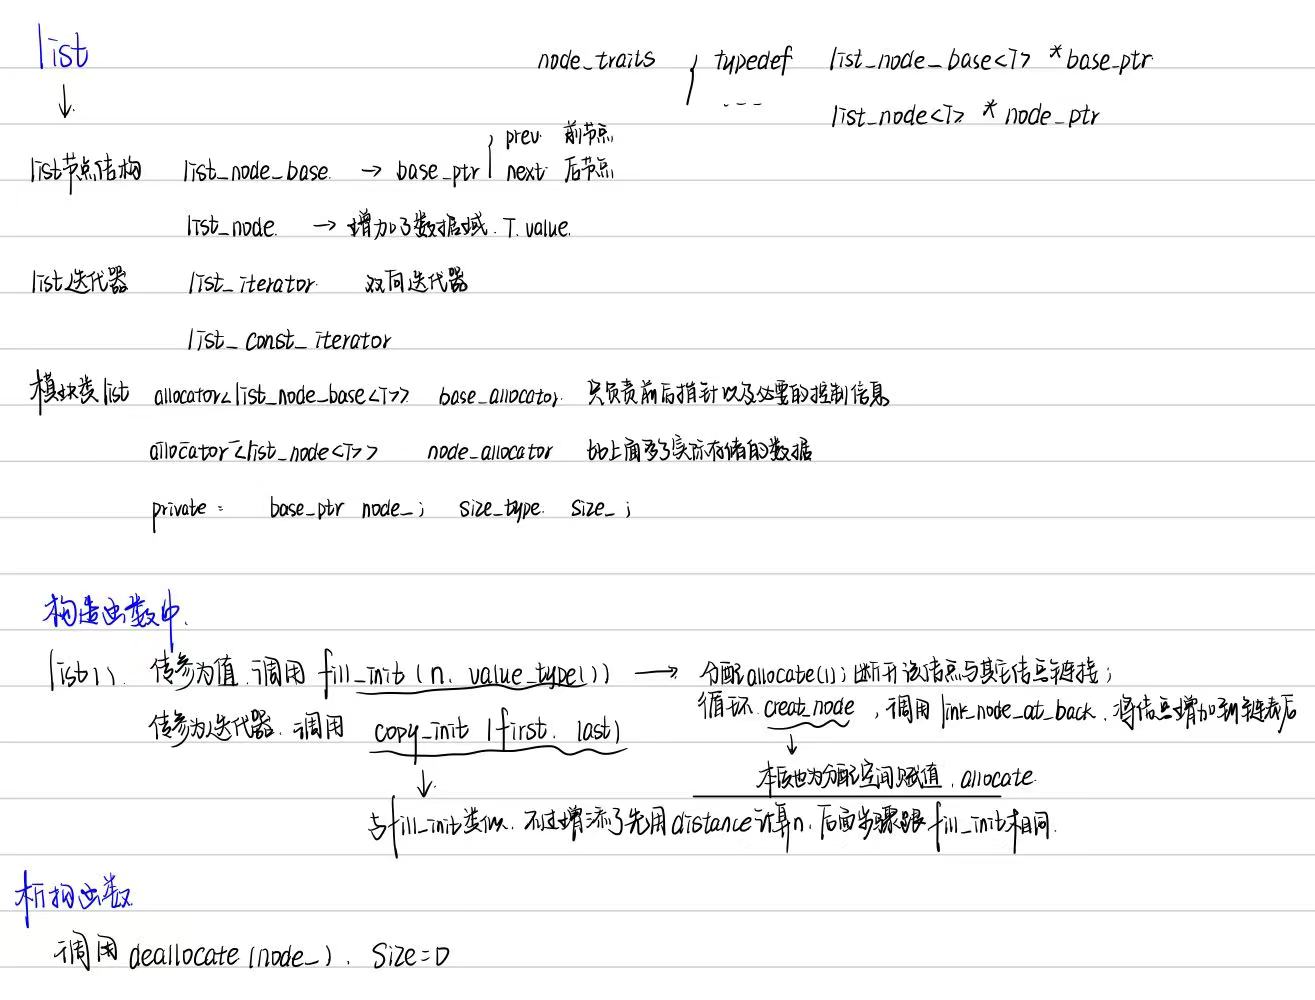 list
node_traits { typedef list_node_base<T> *base_ptr
--- list_node<T> * node_ptr
list节点结构 list_node_base. → base_ptr { prev. 前节点
next 后节点
list_node. → 增加了数据域. T. value.
list迭代器 list_iterator. 双向迭代器
list_const_iterator
模块类list allocator<list_node_base<T>> base_allocator. 只负责前后指针以及必要的控制信息
allocator<list_node<T>> node_allocator 比上面多了实际存储的数据
private: base_ptr node_; size_type. size_;
构造函数中.
list(). 传参为值.调用 fill_init(n. value_type()) → 分配allocate(1);断开该结点与其它结点链接;
循环 creat_node, 调用 link_node_at_back, 将结点增加到链表后
传参为迭代器.调用 copy_init (first. last)
↓ 本质也为分配空间赋值. allocate.
↓ 与fill_init类似. 不过增添了先用distance计算n. 后面步骤跟fill_init相同.
析构函数
调用 deallocate(node_). Size=0